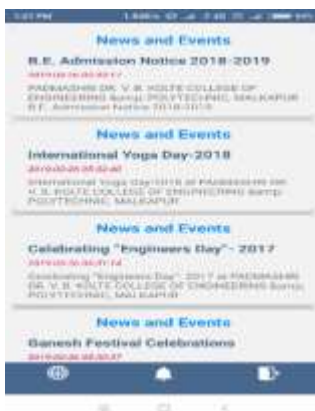 News and Events
B.E. Admission Notice 2018-2019
PADMASHRI DR. V. B. KOLTE COLLEGE OF
ENGINEERING &amp; POLYTECHNIC, MALKAPUR
B.E. Admission Notice 2018-2019
News and Events
International Yoga Day-2018
International Yoga Day-2018 at PADMASHRI DR.
V. B. KOLTE COLLEGE OF ENGINEERING &amp;
POLYTECHNIC, MALKAPUR
News and Events
Celebrating "Engineers Day"- 2017
Celebrating "Engineers Day"- 2017 at PADMASHRI
DR. V. B. KOLTE COLLEGE OF ENGINEERING &amp;
POLYTECHNIC, MALKAPUR
News and Events
Ganesh Festival Celebrations